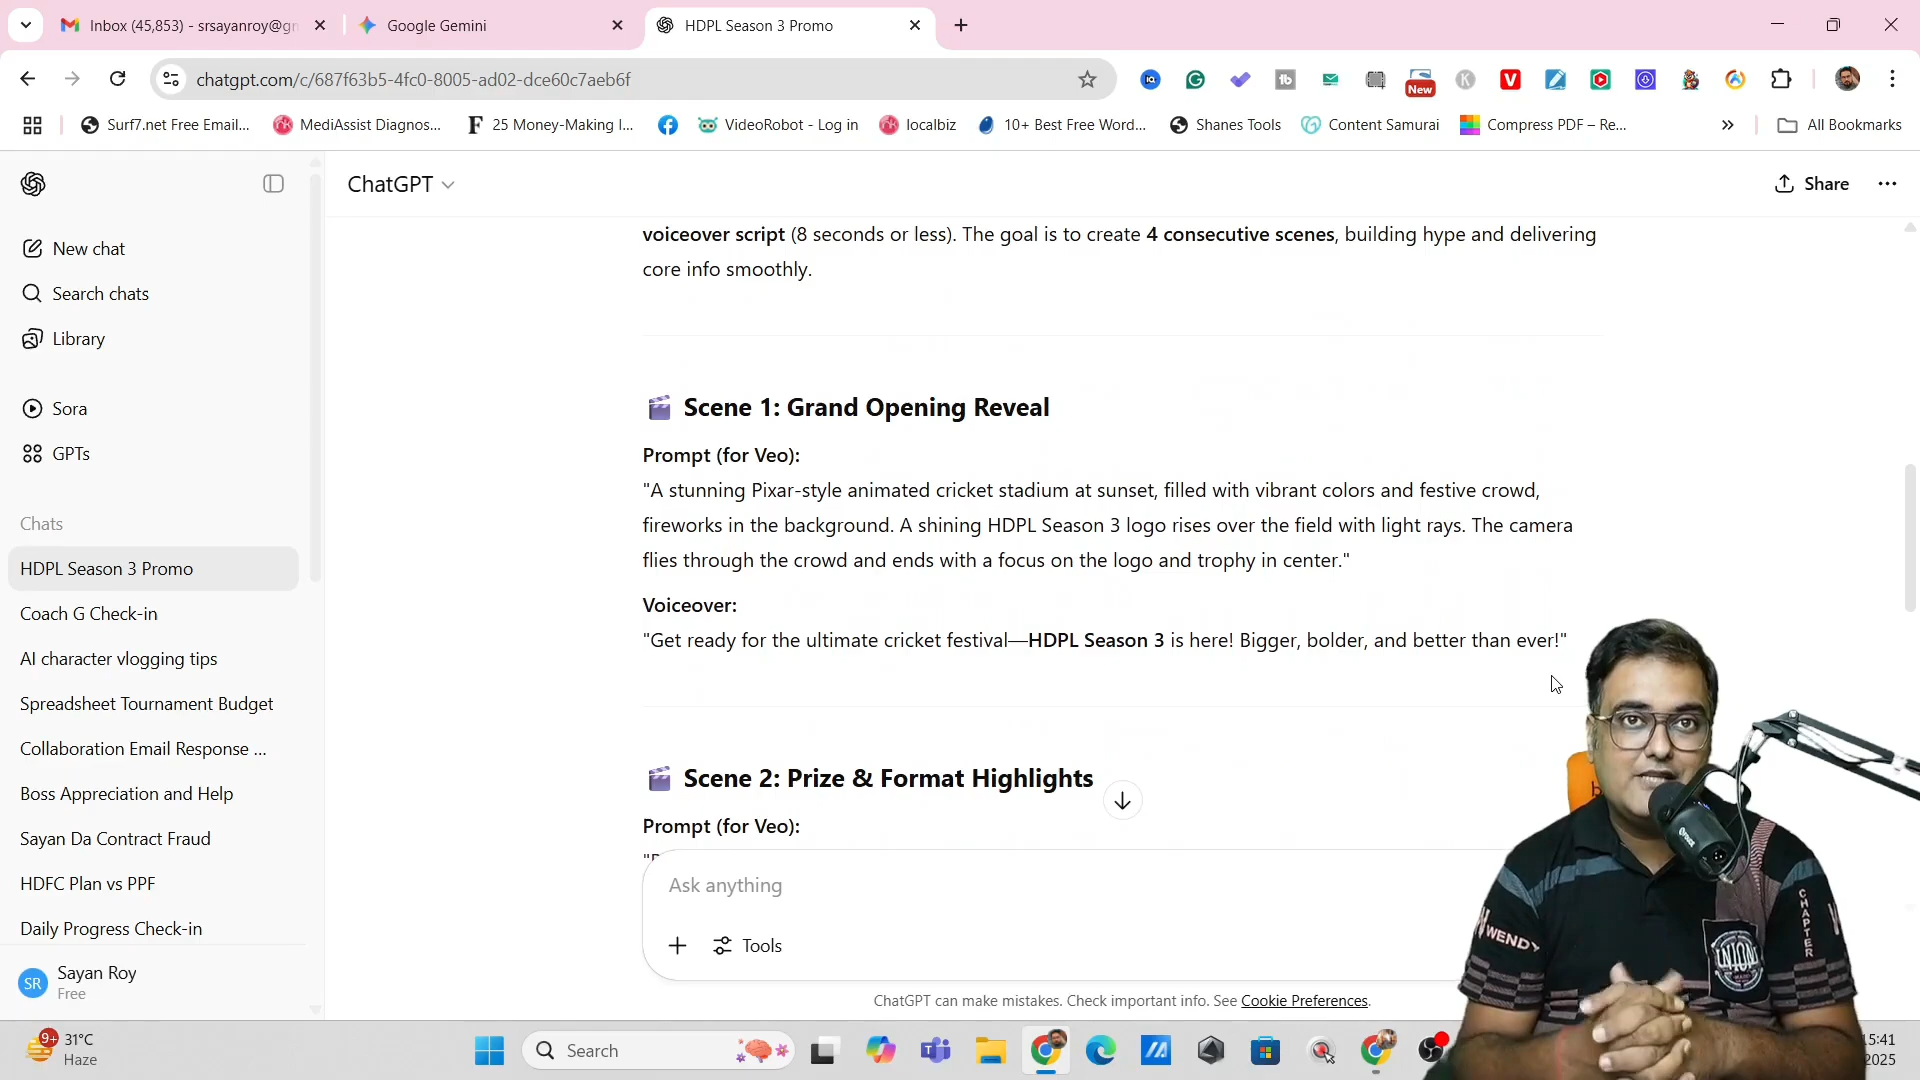 Inbox (45,853) - srsayanroy@gm
Google Gemini
HDPL Season 3 Promo
chatgpt.com/c/687f63b5-4fc0-8005-ad02-dce60c7aeb6f
New
Surf7.net Free Email...
MediAssist Diagnos...
25 Money-Making I...
VideoRobot - Log in
localbiz
10+ Best Free Word...
Shanes Tools
Content Samurai
Compress PDF – Re...
All Bookmarks
ChatGPT
Share
New chat
Search chats
Library
Sora
GPTs
Chats
HDPL Season 3 Promo
Coach G Check-in
AI character vlogging tips
Spreadsheet Tournament Budget
Collaboration Email Response ...
Boss Appreciation and Help
Sayan Da Contract Fraud
HDFC Plan vs PPF
Daily Progress Check-in
SR
Sayan Roy
Free
voiceover script (8 seconds or less). The goal is to create 4 consecutive scenes, building hype and delivering
core info smoothly.
Scene 1: Grand Opening Reveal
Prompt (for Veo):
"A stunning Pixar-style animated cricket stadium at sunset, filled with vibrant colors and festive crowd,
fireworks in the background. A shining HDPL Season 3 logo rises over the field with light rays. The camera
flies through the crowd and ends with a focus on the logo and trophy in center."
Voiceover:
"Get ready for the ultimate cricket festival—HDPL Season 3 is here! Bigger, bolder, and better than ever!"
Scene 2: Prize & Format Highlights
Prompt (for Veo):
Ask anything
Tools
ChatGPT can make mistakes. Check important info. See Cookie Preferences.
WENDY
UNION
CHAPTER
9+
31°C
Haze
Search
15:41
2025